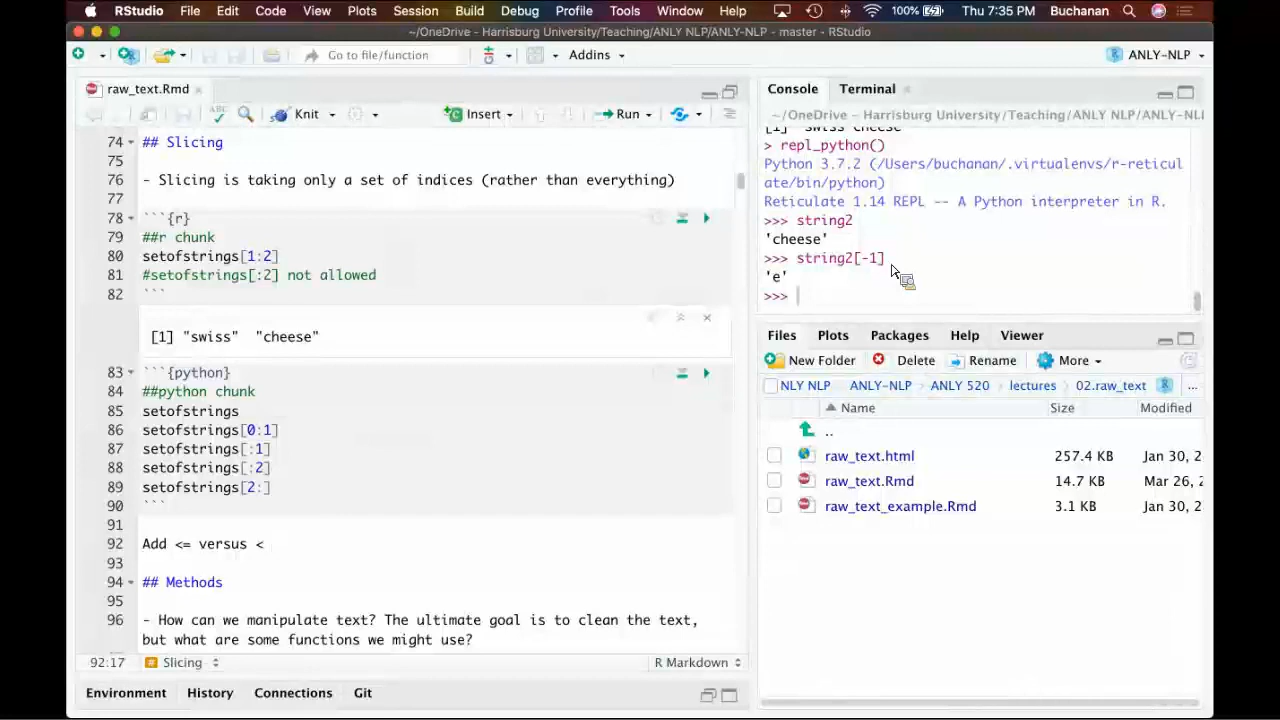 RStudio File Edit Code View Plots Session Build Debug Profile Tools Window Help 100% Thu 7:35 PM Buchanan
~/OneDrive - Harrisburg University/Teaching/ANLY NLP/ANLY-NLP - master - RStudio
Go to file/function Addins ANLY-NLP
raw_text.Rmd
ABC Knit Insert Run
74 ## Slicing
75
76 - Slicing is taking only a set of indices (rather than everything)
77
78 ```{r}
79 ##r chunk
80 setofstrings[1:2]
81 #setofstrings[:2] not allowed
82 ```
[1] "swiss" "cheese"
83 ```{python}
84 ##python chunk
85 setofstrings
86 setofstrings[0:1]
87 setofstrings[:1]
88 setofstrings[:2]
89 setofstrings[2:]
90 ```
91
92 Add <= versus <
93
94 ## Methods
95
96 - How can we manipulate text? The ultimate goal is to clean the text,
but what are some functions we might use?
92:17 # Slicing R Markdown
Environment History Connections Git
Console Terminal
~/OneDrive - Harrisburg University/Teaching/ANLY NLP/ANLY-NL
[1] "swiss Cheese"
> repl_python()
Python 3.7.2 (/Users/buchanan/.virtualenvs/r-reticul
ate/bin/python)
Reticulate 1.14 REPL -- A Python interpreter in R.
>>> string2
'cheese'
>>> string2[-1]
'e'
>>>
Files Plots Packages Help Viewer
New Folder Delete Rename More
NLY NLP ANLY-NLP ANLY 520 lectures 02.raw_text ...
Name Size Modified
..
raw_text.html 257.4 KB Jan 30, 2
raw_text.Rmd 14.7 KB Mar 26, 2
raw_text_example.Rmd 3.1 KB Jan 30, 2